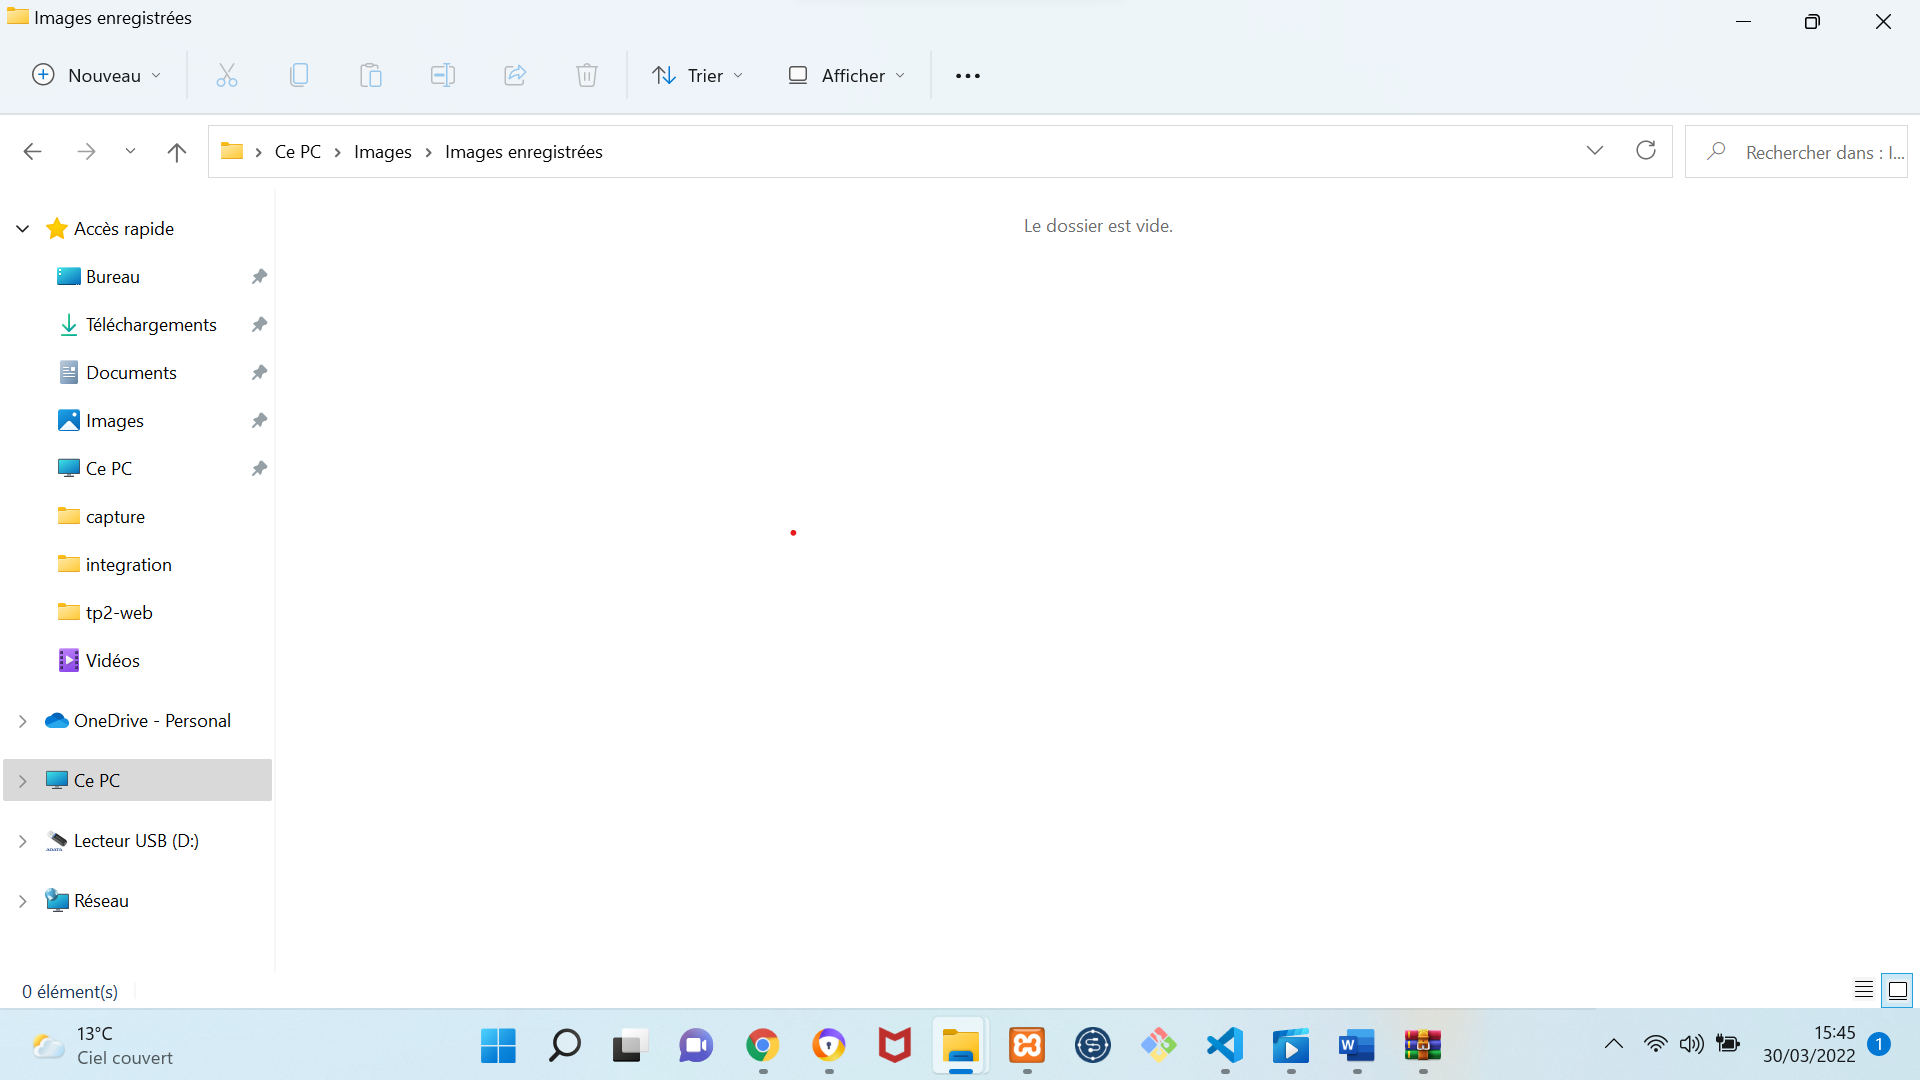 Images enregistrées
Nouveau
Trier
Afficher
Ce PC
Images
Images enregistrées
Rechercher dans : I...
Accès rapide
Le dossier est vide.
Bureau
Téléchargements
Documents
Images
Ce PC
capture
integration
tp2-web
Vidéos
OneDrive - Personal
Ce PC
Lecteur USB (D:)
Réseau
0 élément(s)
13°C
Ciel couvert
15:45
30/03/2022
1